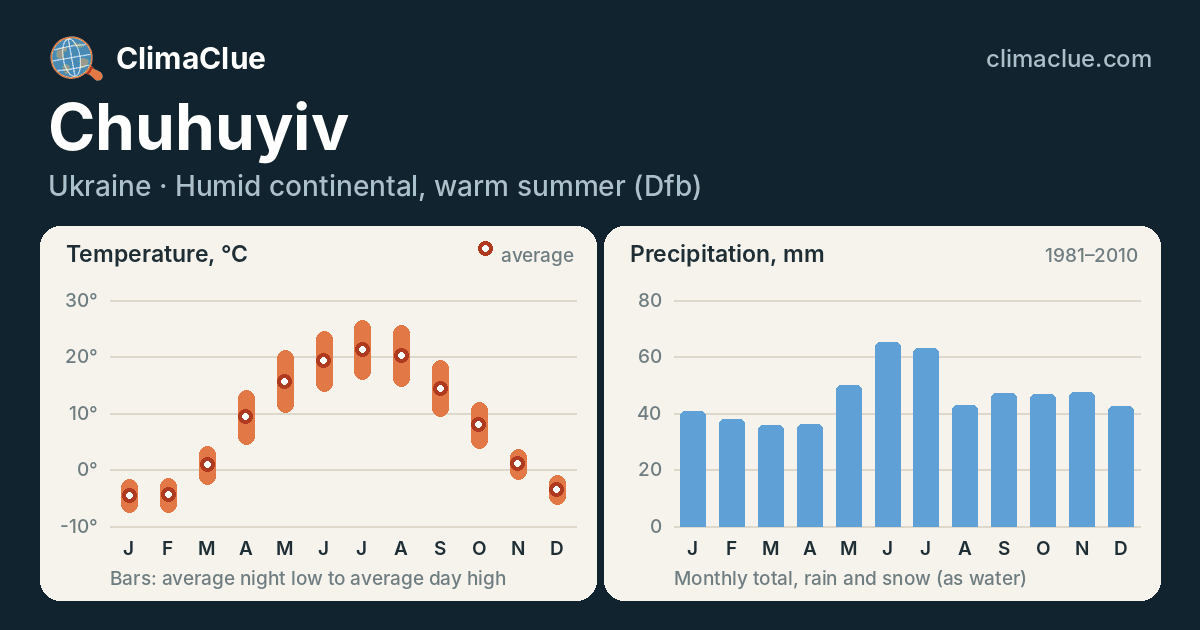 ClimaClue
climaclue.com
Chuhuyiv
Ukraine · Humid continental, warm summer (Dfb)
Temperature, °C
average
30°
20°
10°
0°
-10°
J F M A M J J A S O N D
Bars: average night low to average day high
Precipitation, mm
1981–2010
80
60
40
20
0
J F M A M J J A S O N D
Monthly total, rain and snow (as water)